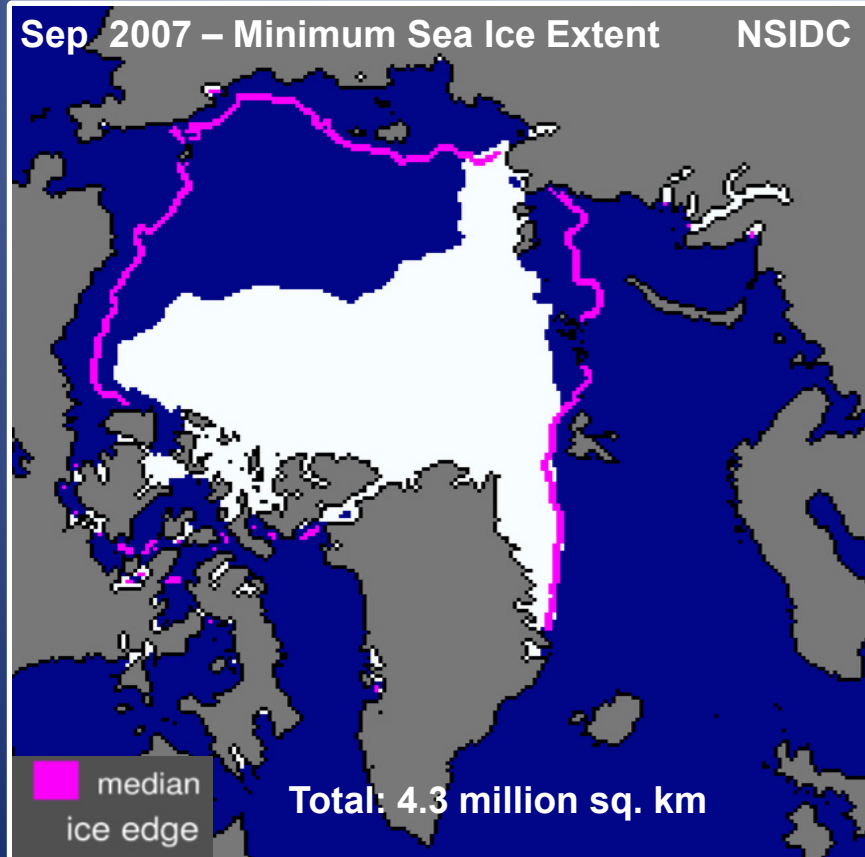 Sep 2007 – Minimum Sea Ice Extent NSIDC
median
ice edge
Total: 4.3 million sq. km